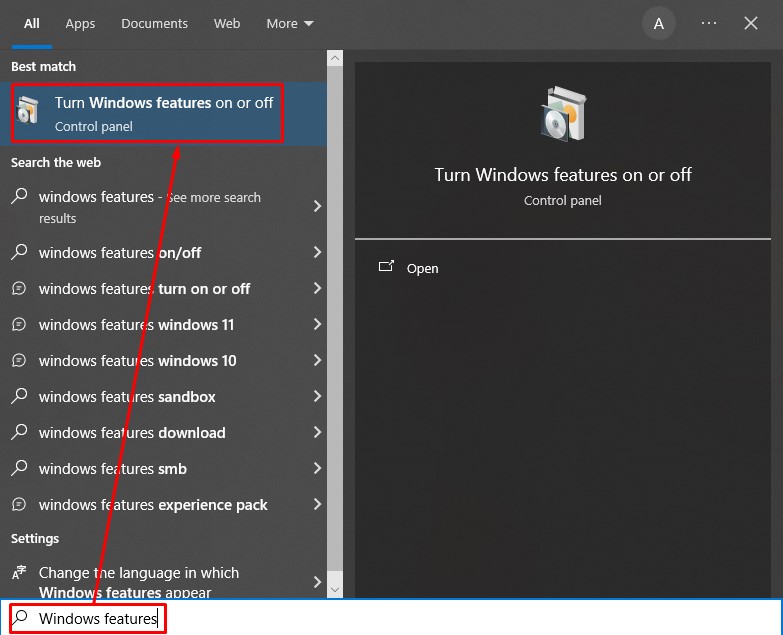 All Apps Documents Web More A ...
Best match
Turn Windows features on or off
Control panel
Search the web
windows features - See more search
results
windows features on/off
windows features turn on or off
windows features windows 11
windows features windows 10
windows features sandbox
windows features download
windows features smb
windows features experience pack
Settings
Change the language in which
Windows features appear
Windows features
Turn Windows features on or off
Control panel
Open